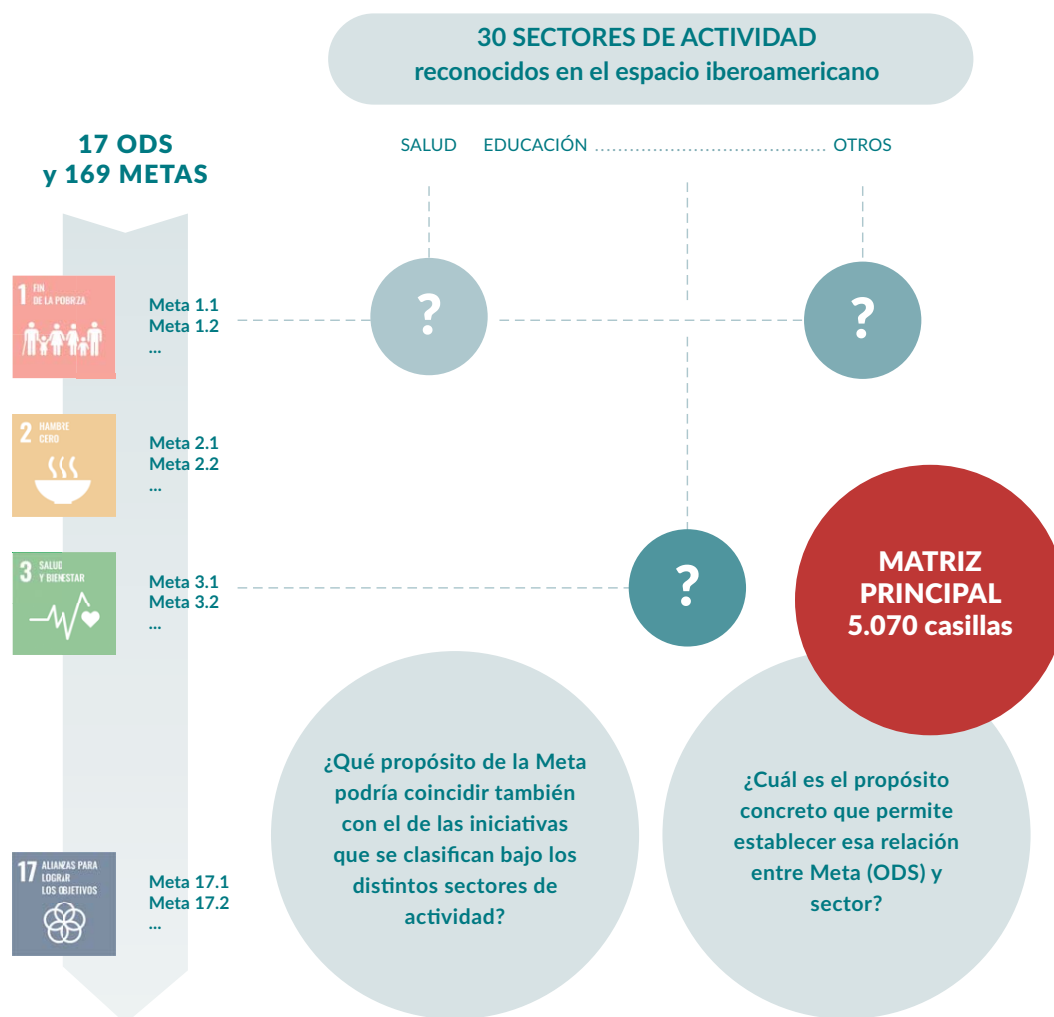 30 SECTORES DE ACTIVIDAD
reconocidos en el espacio iberoamericano
17 ODS
y 169 METAS
SALUD EDUCACIÓN ........................................ OTROS
1 FIN
DE LA POBRZA
Meta 1.1
Meta 1.2
...
?
?
2 HAMBIE
CERO
Meta 2.1
Meta 2.2
...
3 SALUD
Y BIENESTAR
Meta 3.1
Meta 3.2
...
?
MATRIZ
PRINCIPAL
5.070 casillas
¿Qué propósito de la Meta
podría coincidir también
con el de las iniciativas
que se clasifican bajo los
distintos sectores de
actividad?
¿Cuál es el propósito
concreto que permite
establecer esa relación
entre Meta (ODS) y
sector?
17 ALIANZAS PARA
LOGRAR
LOS OBJETIVOS
Meta 17.1
Meta 17.2
...